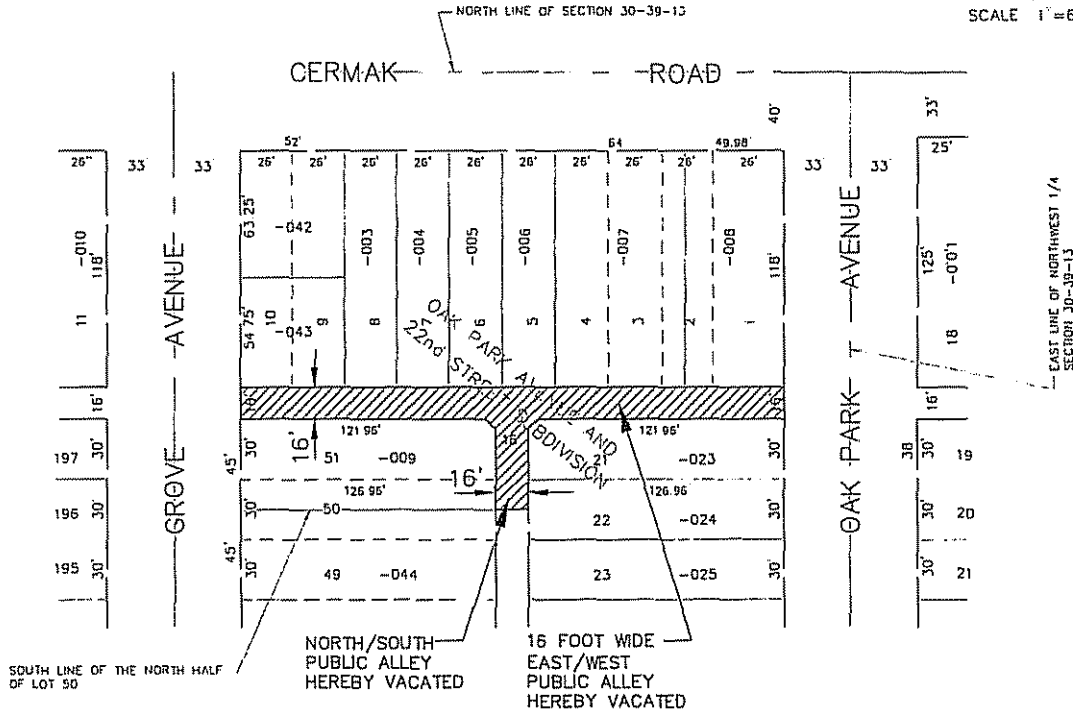 NORTH LINE OF SECTION 30-39-13
SCALE 1"=6
CERMAK ROAD
40'
33'
52'
64
49.98'
26" 33' 33' 26' 26' 26' 26' 26' 26' 26' 26' 26' 26' 33' 33' 25'
-010
118'
11
GROVE AVENUE
63 25'
-042
-003
-004
-005
-006
-007
-008
118'
OAK PARK AVENUE
125'
-001
18
EAST LINE OF NORTHWEST 1/4
SECTION 30-39-13
54 75'
10
-043
9
8
7
6
5
4
3
2
1
OAK PARK AVENUE AND
22nd STREET SUBDIVISION
16' 16' 16' 16'
16'
121 96' 16' 121 96'
197 30' 45' 30' 51 -009 21 -023 30' 38 30' 19
16'
126 96' 126.96'
196 30' 30' 50 22 -024 30' 30' 20
45'
195 30' 30' 49 -044 23 -025 30' 30' 21
SOUTH LINE OF THE NORTH HALF
OF LOT 50
NORTH/SOUTH
PUBLIC ALLEY
HEREBY VACATED
16 FOOT WIDE
EAST/WEST
PUBLIC ALLEY
HEREBY VACATED